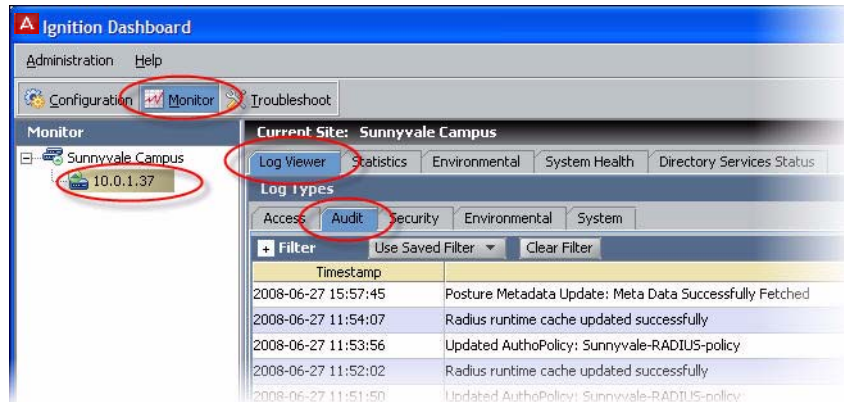 Ignition Dashboard
Administration Help
Configuration Monitor Troubleshoot
Monitor
Sunnyvale Campus
10.0.1.37
Current Site: Sunnyvale Campus
Log Viewer Statistics Environmental System Health Directory Services Status
Log Types
Access Audit Security Environmental System
+ Filter Use Saved Filter Clear Filter
Timestamp
2008-06-27 15:57:45 Posture Metadata Update: Meta Data Successfully Fetched
2008-06-27 11:54:07 Radius runtime cache updated successfully
2008-06-27 11:53:56 Updated AuthoPolicy: Sunnyvale-RADIUS-policy
2008-06-27 11:52:02 Radius runtime cache updated successfully
2008-06-27 11:51:50 Updated AuthoPolicy: Sunnyvale-RADIUS-policy